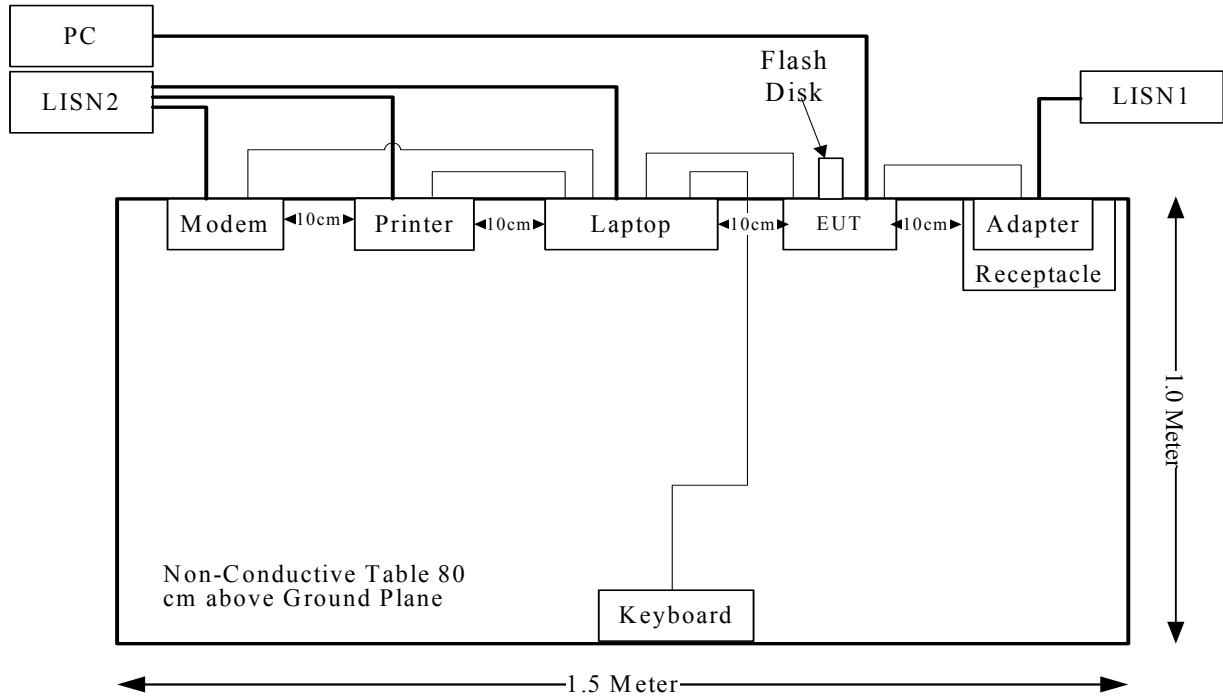 PC
LISN2
Flash
Disk
LISN1
Modem
10cm
Printer
10cm
Laptop
10cm
EUT
10cm
Adapter
Receptacle
1.0 Meter
Non-Conductive Table 80
cm above Ground Plane
Keyboard
1.5 Meter